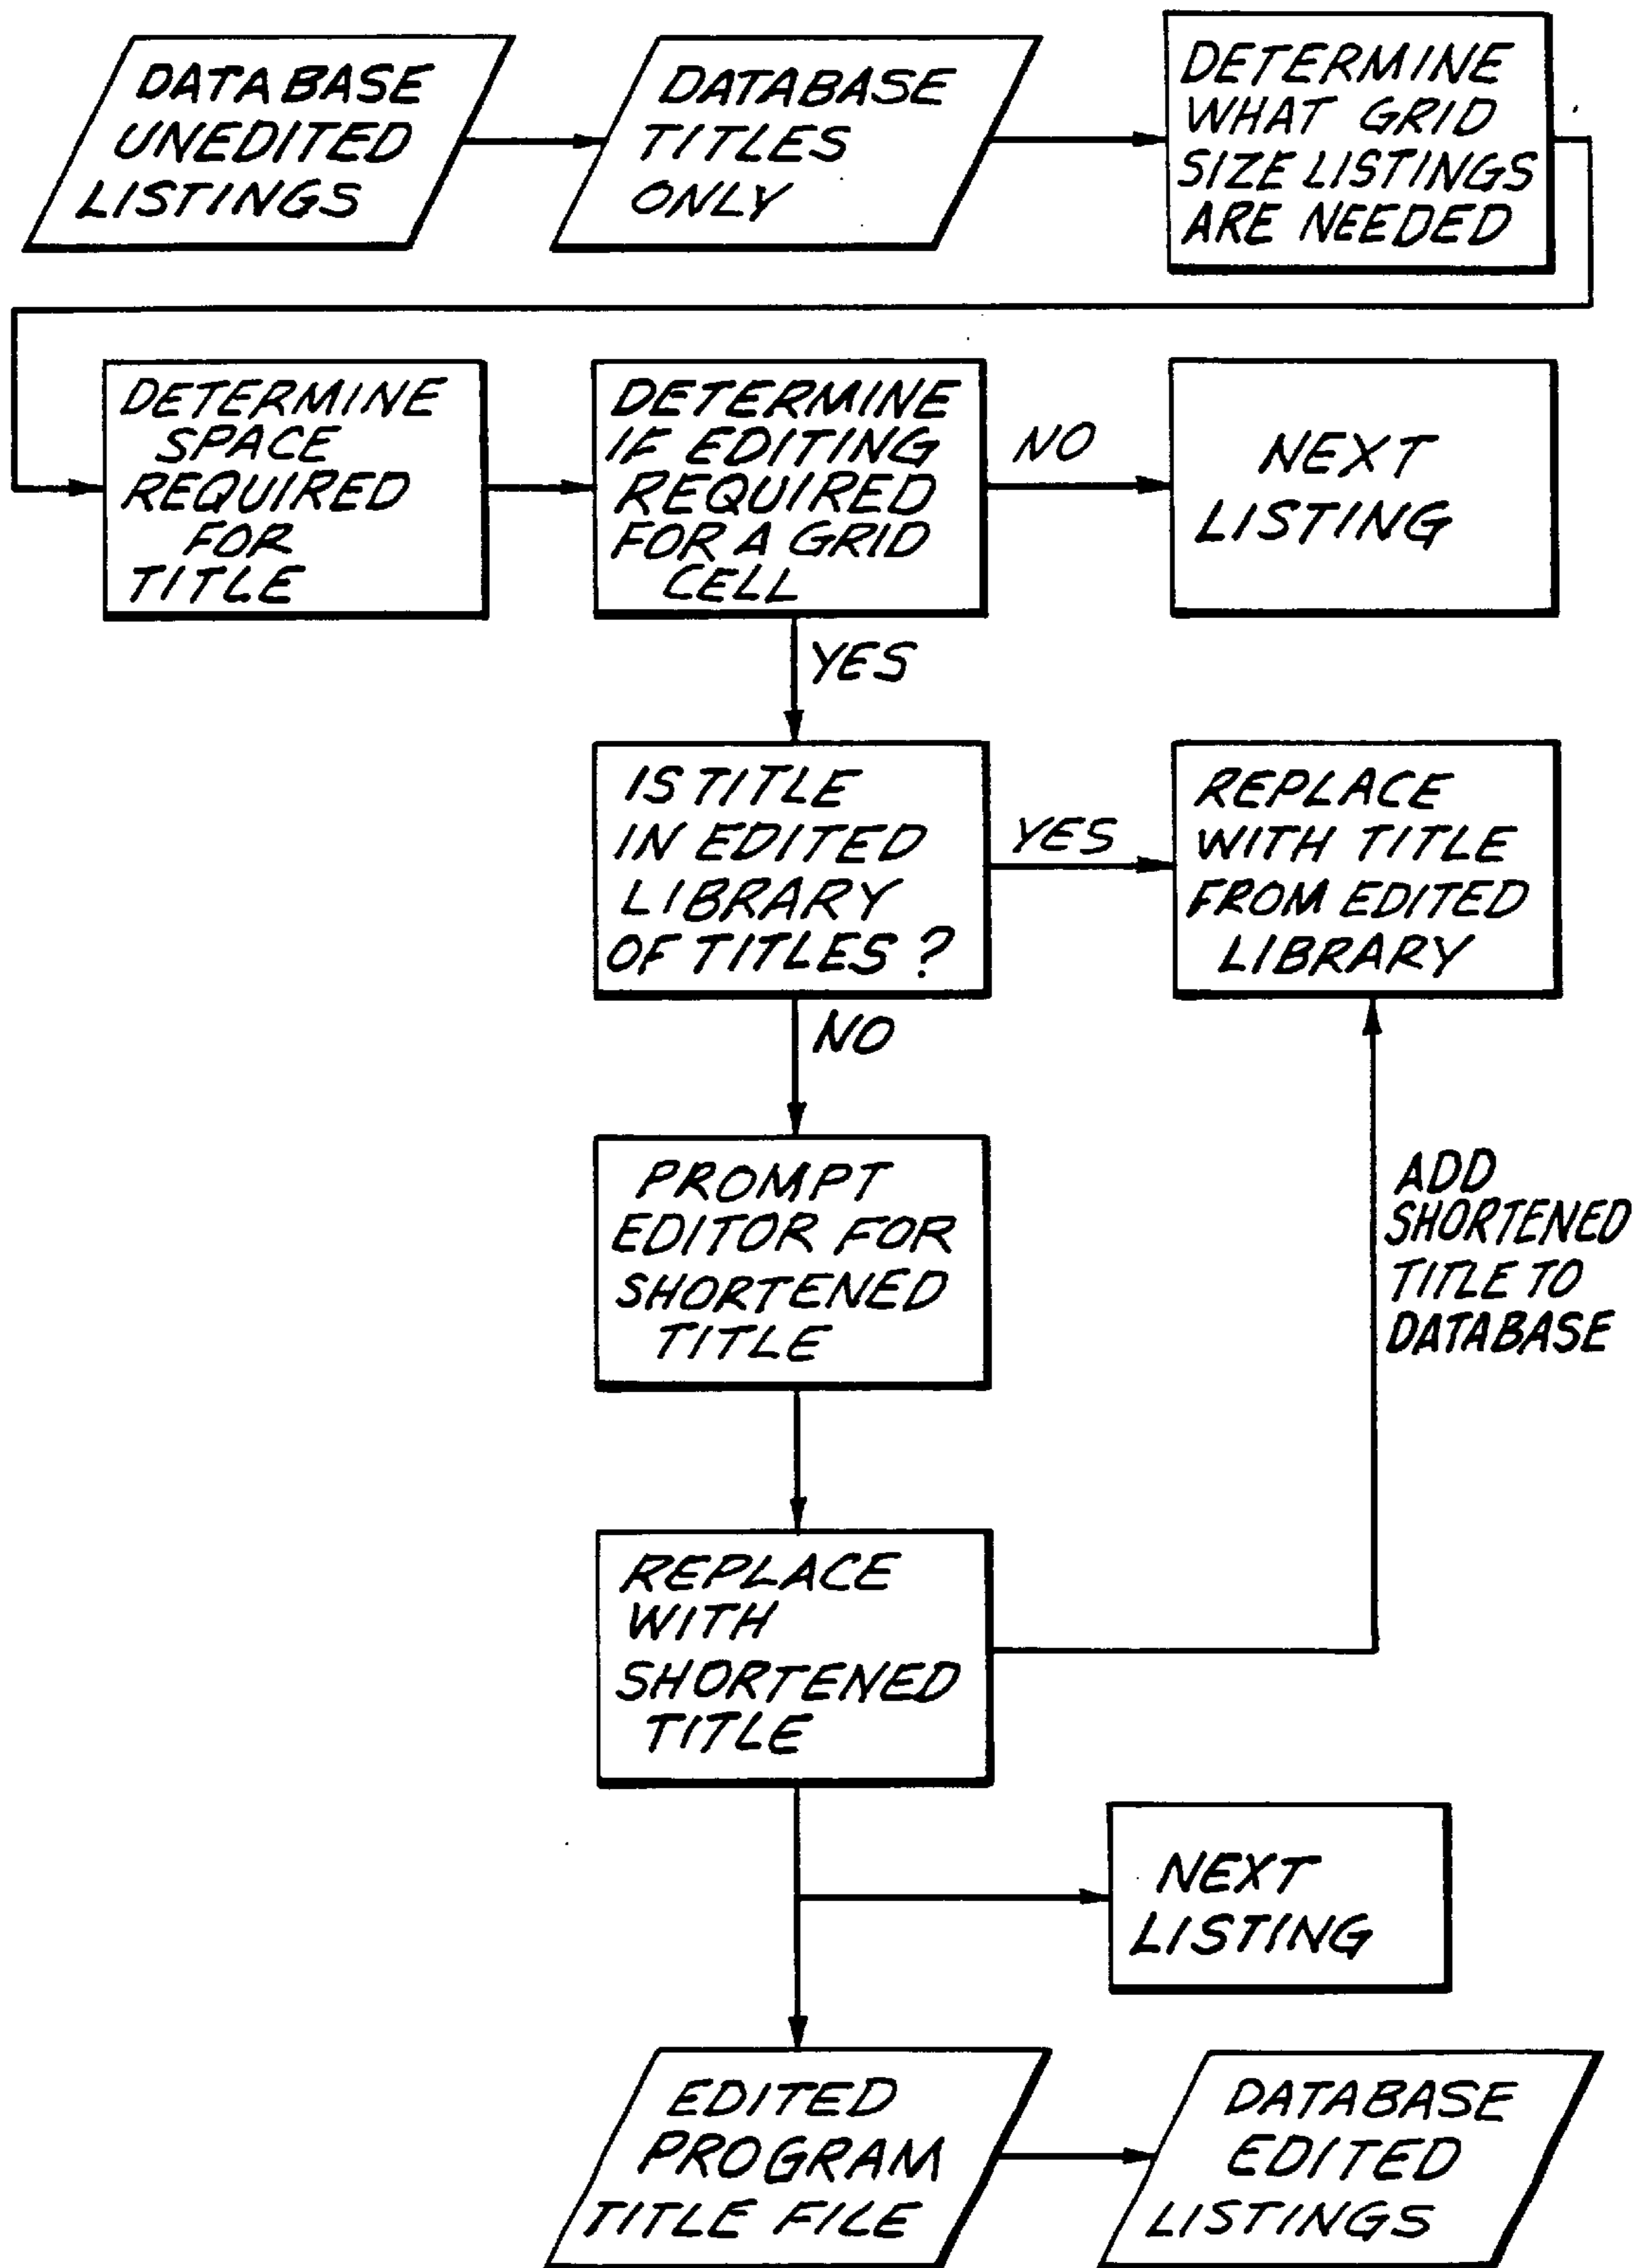 DATABASE
UNEDITED
LISTINGS
DATABASE
TITLES
ONLY
DETERMINE
WHAT GRID
SIZE LISTINGS
ARE NEEDED
DETERMINE
SPACE
REQUIRED
FOR
TITLE
DETERMINE
IF EDITING
REQUIRED
FOR A GRID
CELL
NO
NEXT
LISTING
YES
IS TITLE
IN EDITED
LIBRARY
OF TITLES?
YES
REPLACE
WITH TITLE
FROM EDITED
LIBRARY
NO
PROMPT
EDITOR FOR
SHORTENED
TITLE
ADD
SHORTENED
TITLE TO
DATABASE
REPLACE
WITH
SHORTENED
TITLE
NEXT
LISTING
EDITED
PROGRAM
TITLE FILE
DATABASE
EDITED
LISTINGS